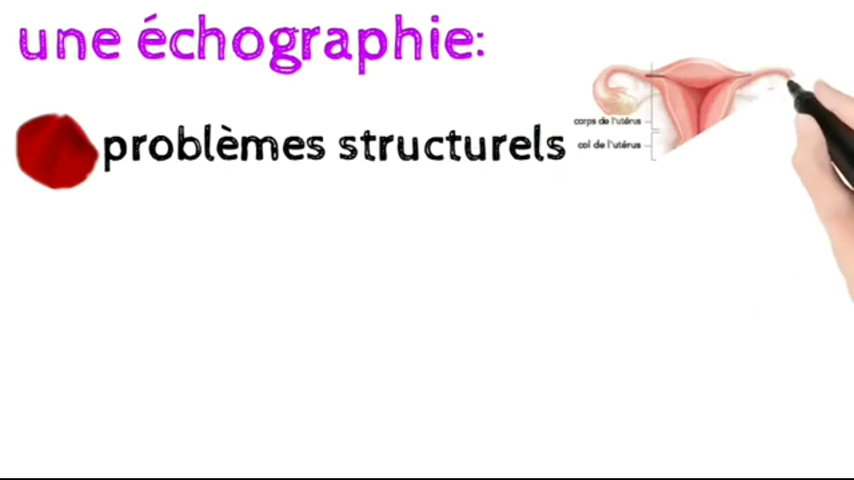 une échographie:
problèmes structurels
corps de l'utérus
col de l'utérus